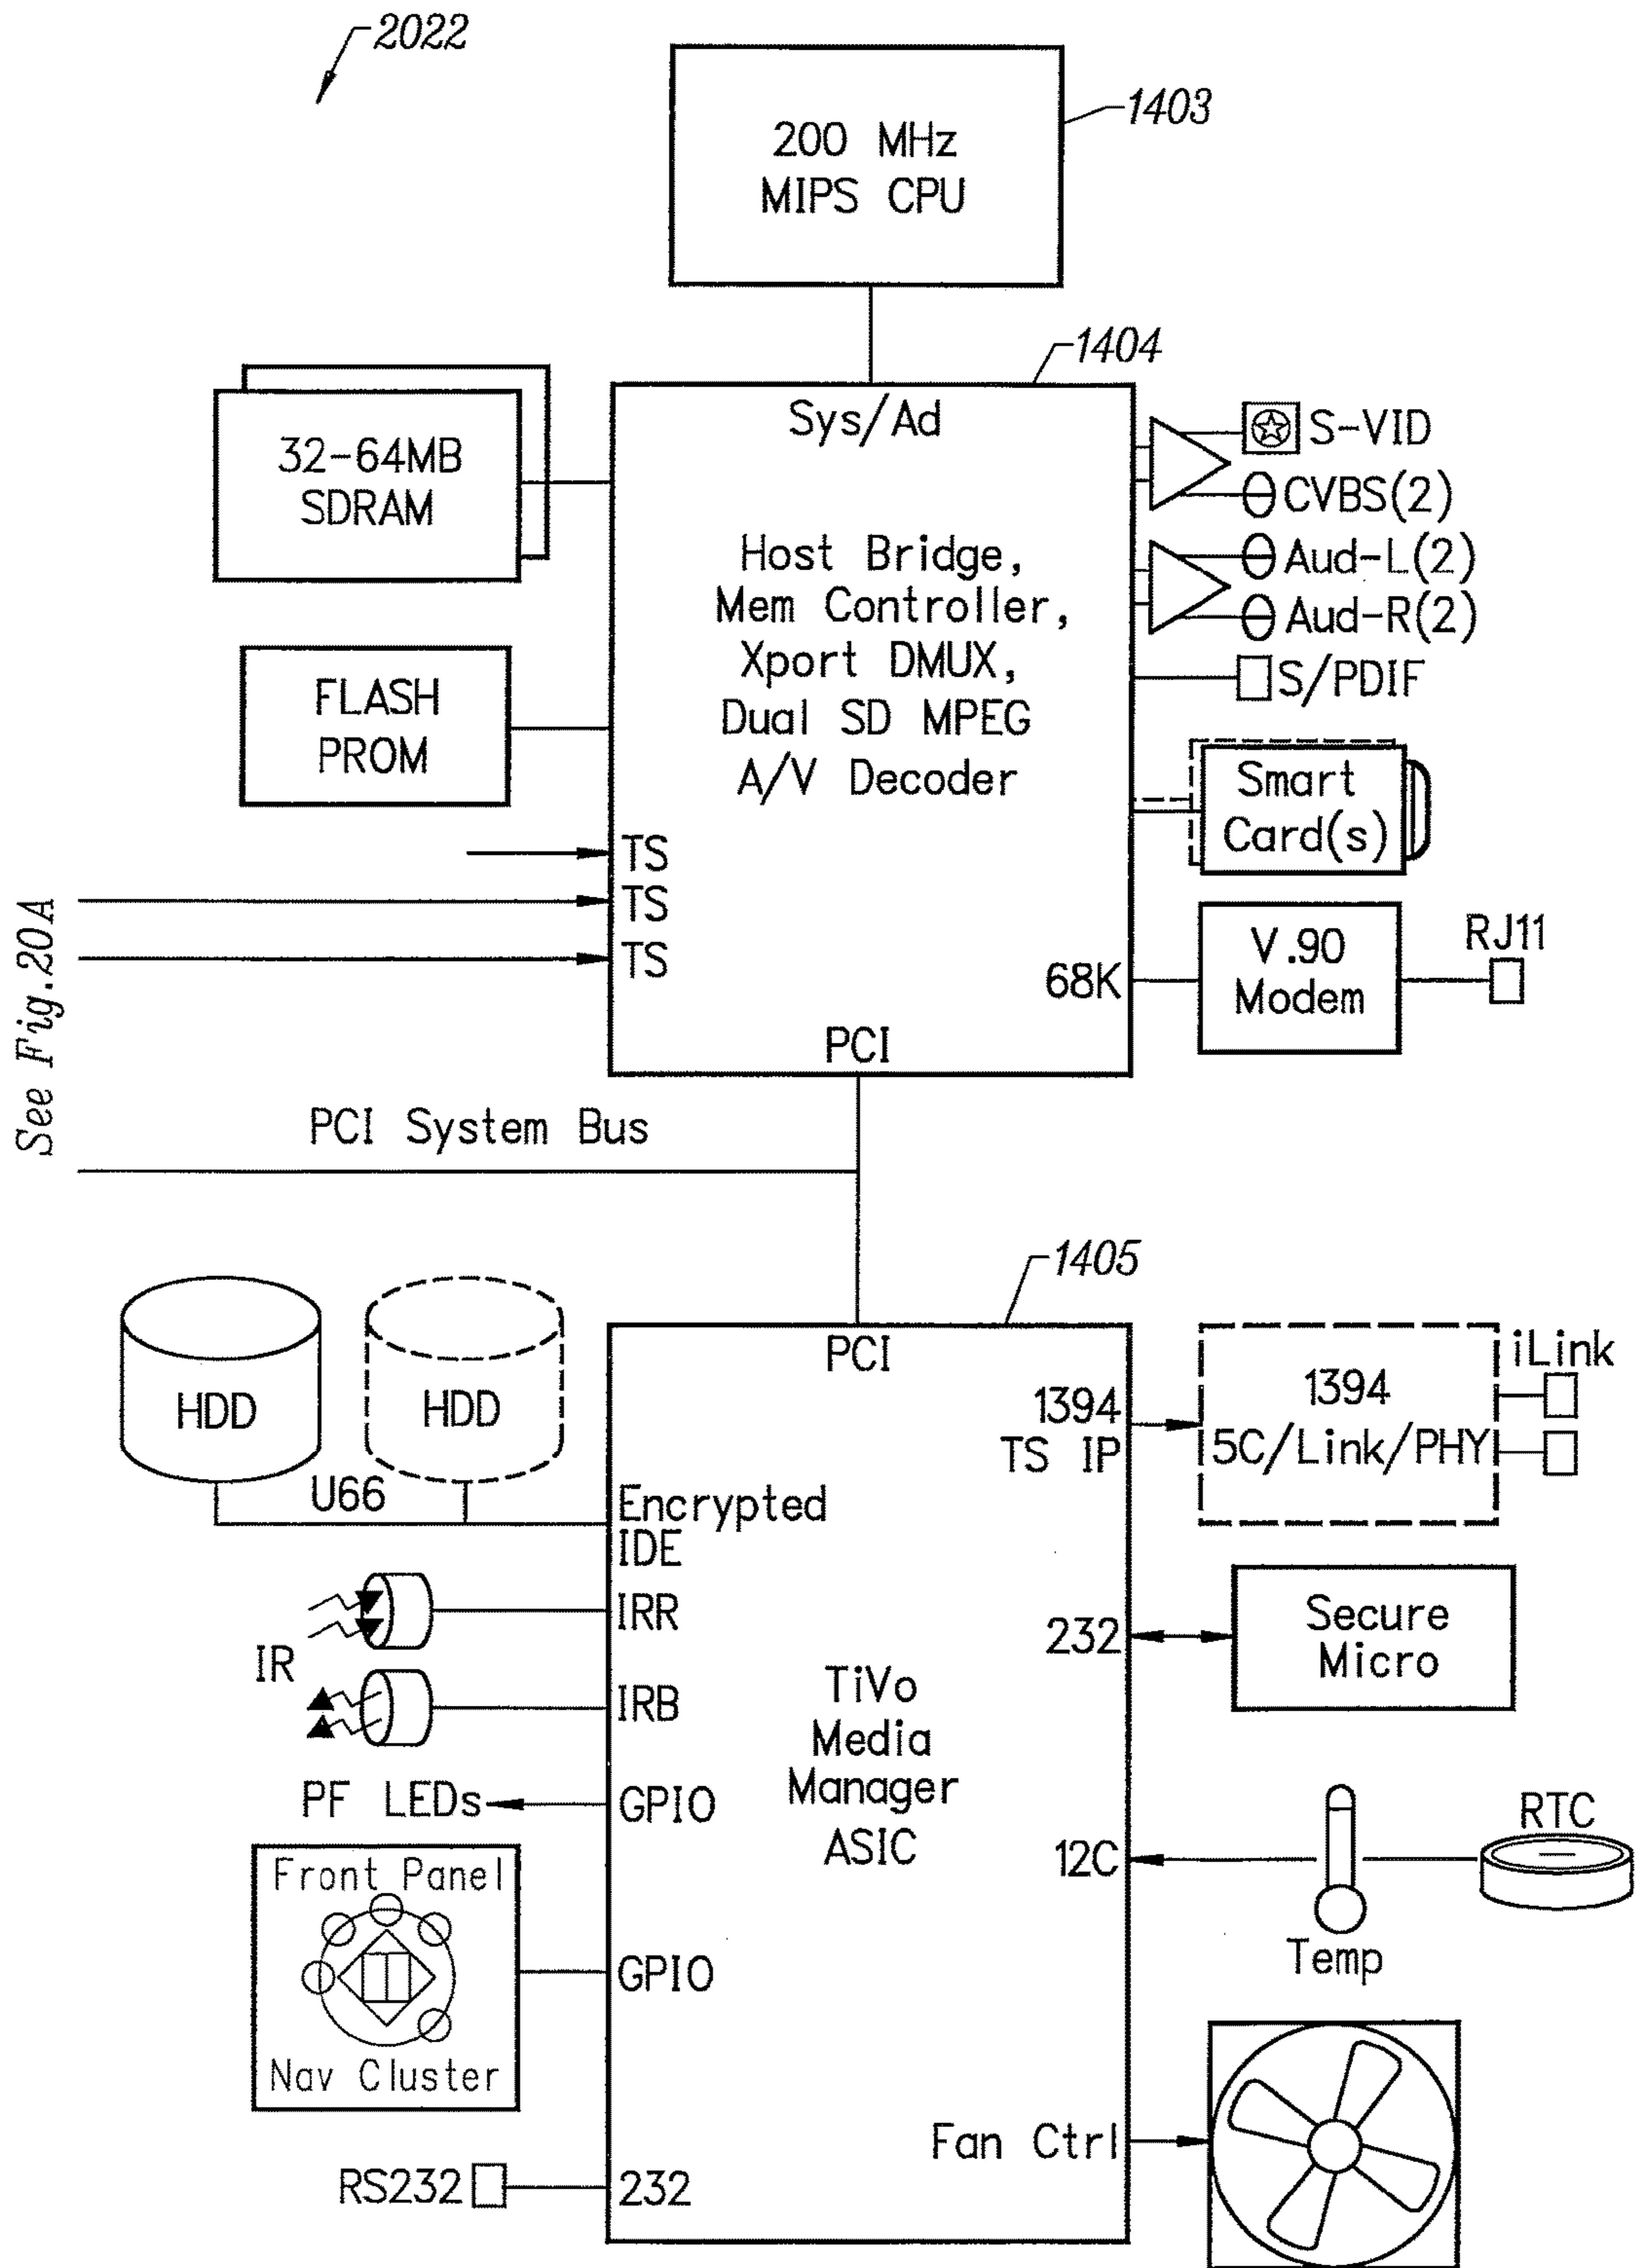 2022
1403
200 MHz
MIPS CPU
1404
Sys/Ad
32-64MB
SDRAM
S-VID
CVBS(2)
Aud-L(2)
Aud-R(2)
S/PDIF
Host Bridge,
Mem Controller,
Xport DMUX,
Dual SD MPEG
A/V Decoder
FLASH
PROM
Smart
Card(s)
TS
TS
TS
See Fig.20A
68K
V.90
Modem
RJ11
PCI
PCI System Bus
1405
PCI
HDD
HDD
U66
Encrypted
IDE
1394
TS IP
1394
5C/Link/PHY
iLink
IR
IRR
IRB
232
Secure
Micro
TiVo
Media
Manager
ASIC
PF LEDs
GPIO
12C
Temp
RTC
Front Panel
Nav Cluster
GPIO
Fan Ctrl
RS232
232